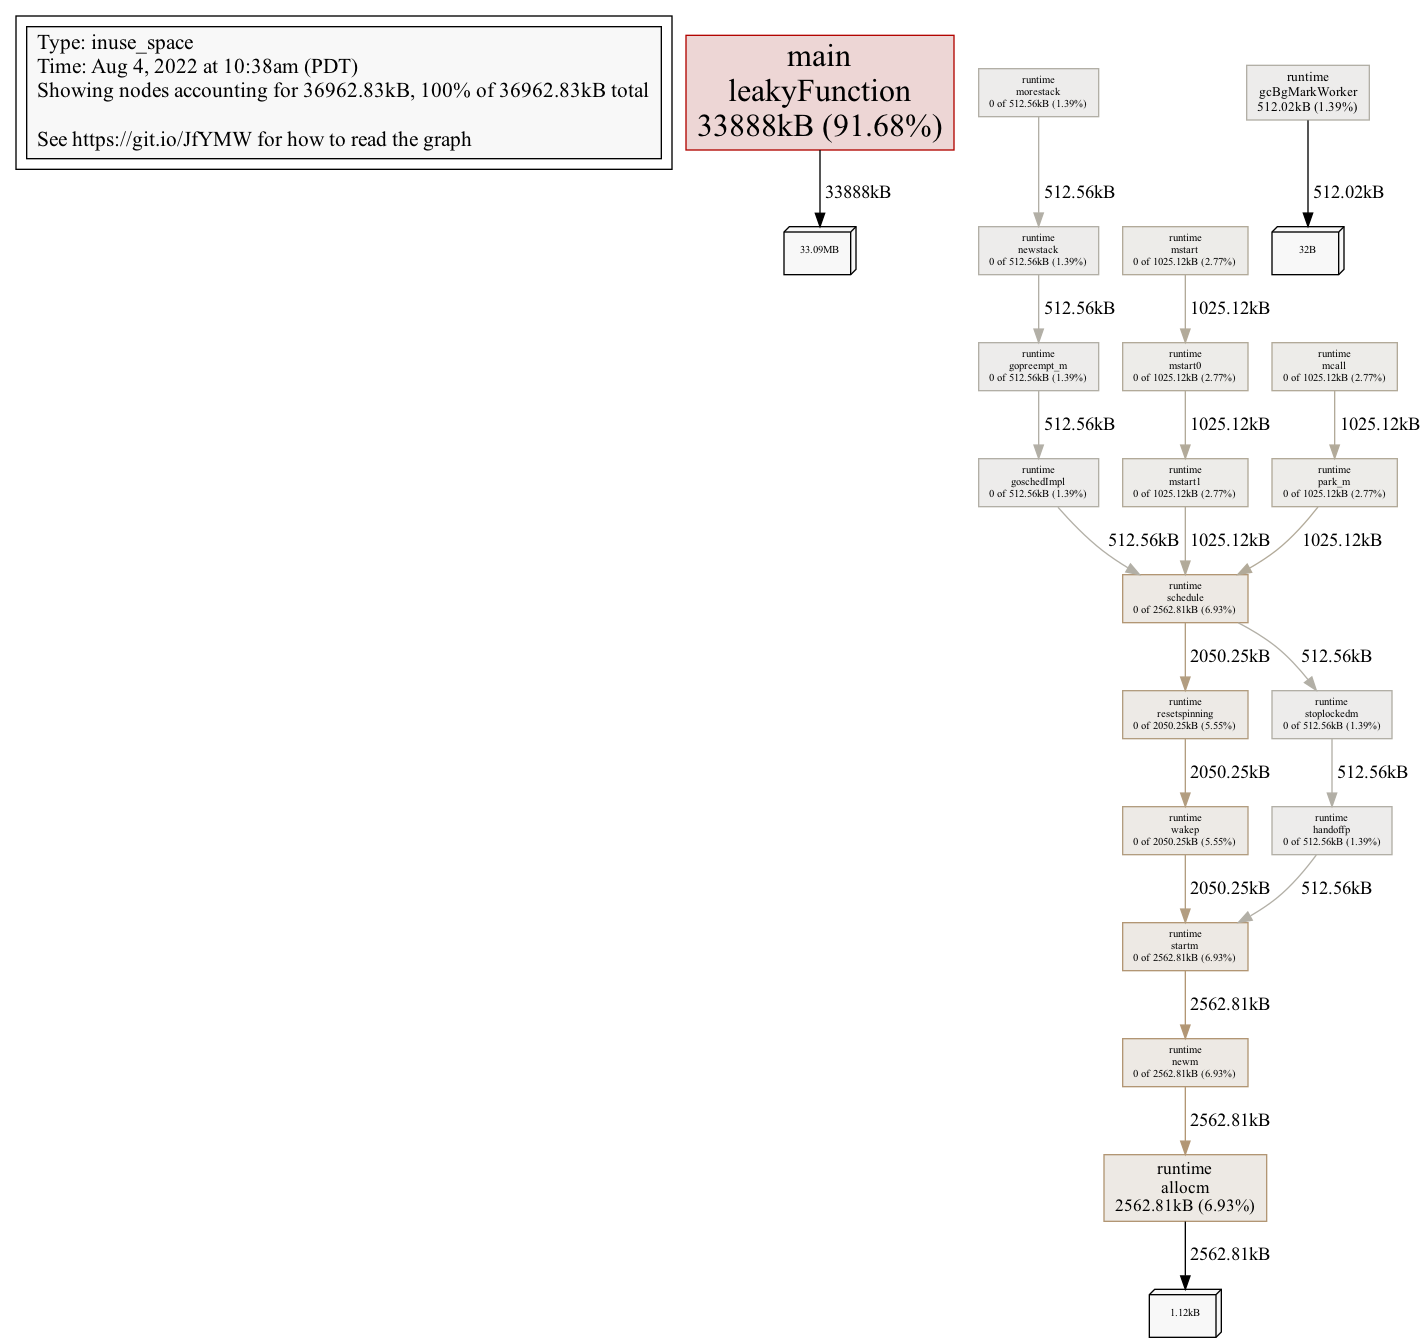 Type: inuse_space
Time: Aug 4, 2022 at 10:38am (PDT)
Showing nodes accounting for 36962.83kB, 100% of 36962.83kB total
See https://git.io/JfYMW for how to read the graph
main
leakyFunction
33888kB (91.68%)
33888kB
33.09MB
runtime
morestack
0 of 512.56kB (1.39%)
512.56kB
runtime
gcBgMarkWorker
512.02kB (1.39%)
512.02kB
32B
runtime
newstack
0 of 512.56kB (1.39%)
512.56kB
runtime
mstart
0 of 1025.12kB (2.77%)
1025.12kB
runtime
gopreempt_m
0 of 512.56kB (1.39%)
512.56kB
runtime
mstart0
0 of 1025.12kB (2.77%)
1025.12kB
runtime
mcall
0 of 1025.12kB (2.77%)
1025.12kB
runtime
goschedImpl
0 of 512.56kB (1.39%)
512.56kB
runtime
mstart1
0 of 1025.12kB (2.77%)
1025.12kB
runtime
park_m
0 of 1025.12kB (2.77%)
1025.12kB
runtime
schedule
0 of 2562.81kB (6.93%)
2050.25kB
512.56kB
runtime
resetspinning
0 of 2050.25kB (5.55%)
2050.25kB
runtime
stoplockedm
0 of 512.56kB (1.39%)
512.56kB
runtime
wakep
0 of 2050.25kB (5.55%)
2050.25kB
runtime
handoffp
0 of 512.56kB (1.39%)
512.56kB
runtime
startm
0 of 2562.81kB (6.93%)
2562.81kB
runtime
newm
0 of 2562.81kB (6.93%)
2562.81kB
runtime
allocm
2562.81kB (6.93%)
2562.81kB
1.12kB